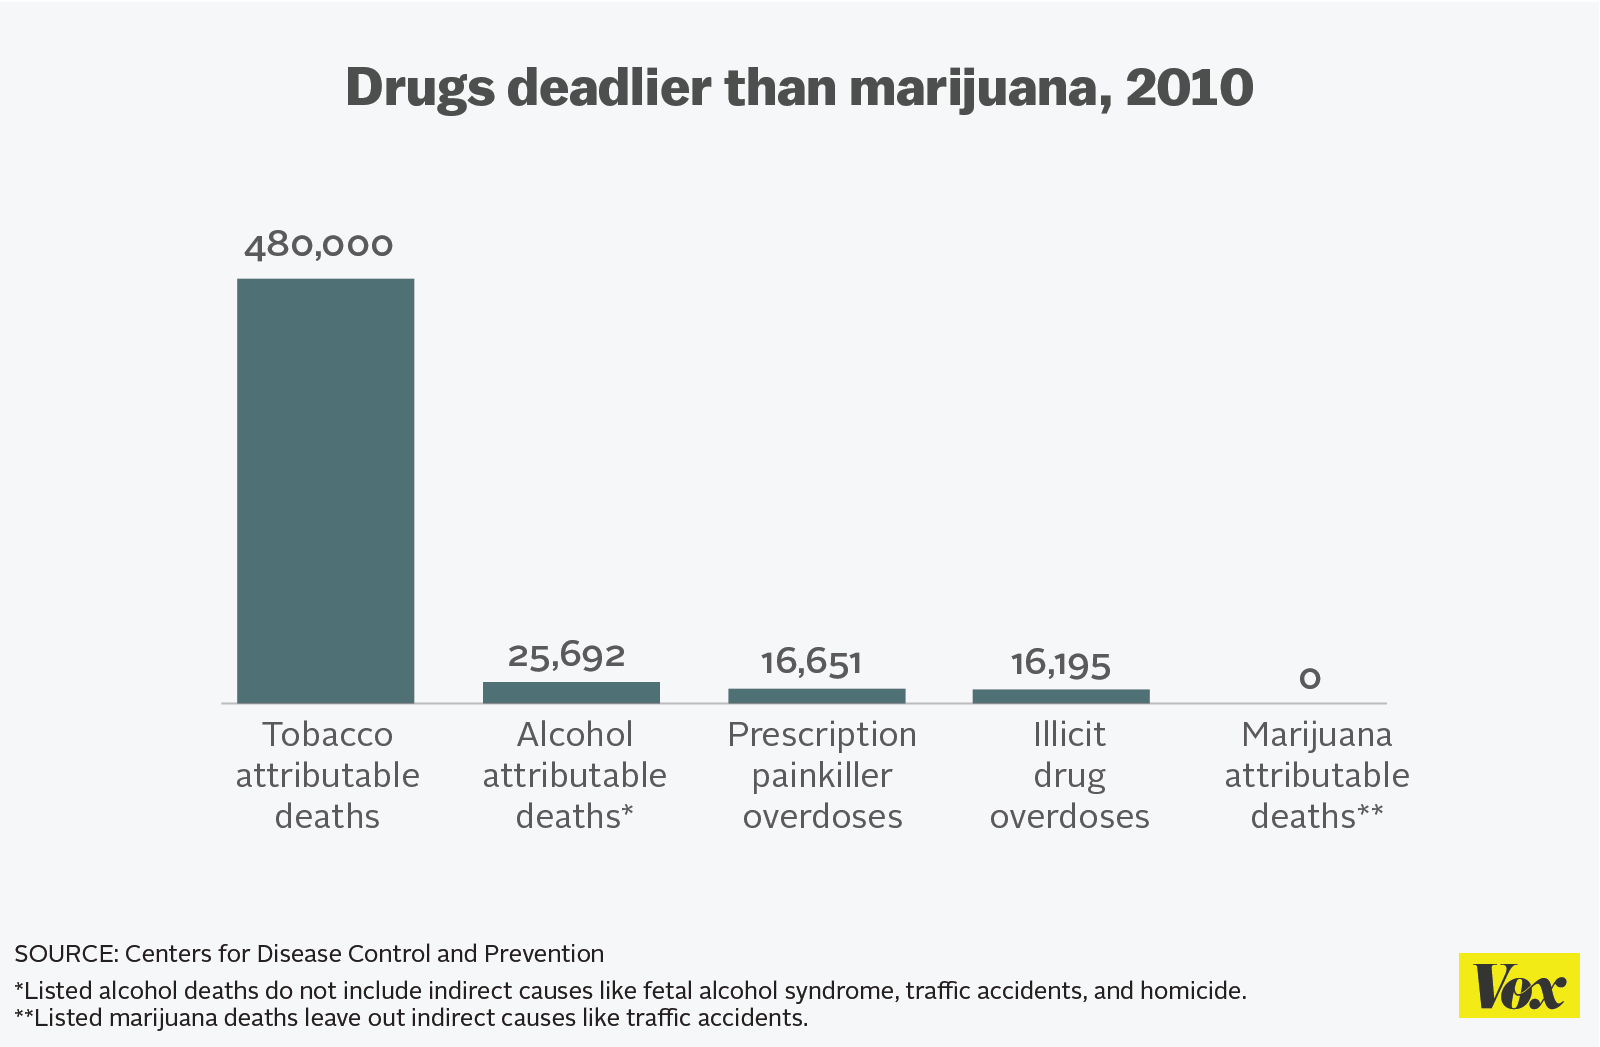 Drugs deadlier than marijuana, 2010
480,000
25,692
16,651
16,195
0
Tobacco
attributable
deaths
Alcohol
attributable
deaths*
Prescription
painkiller
overdoses
Illicit
drug
overdoses
Marijuana
attributable
deaths**
SOURCE: Centers for Disease Control and Prevention
*Listed alcohol deaths do not include indirect causes like fetal alcohol syndrome, traffic accidents, and homicide.
**Listed marijuana deaths leave out indirect causes like traffic accidents.
Vox